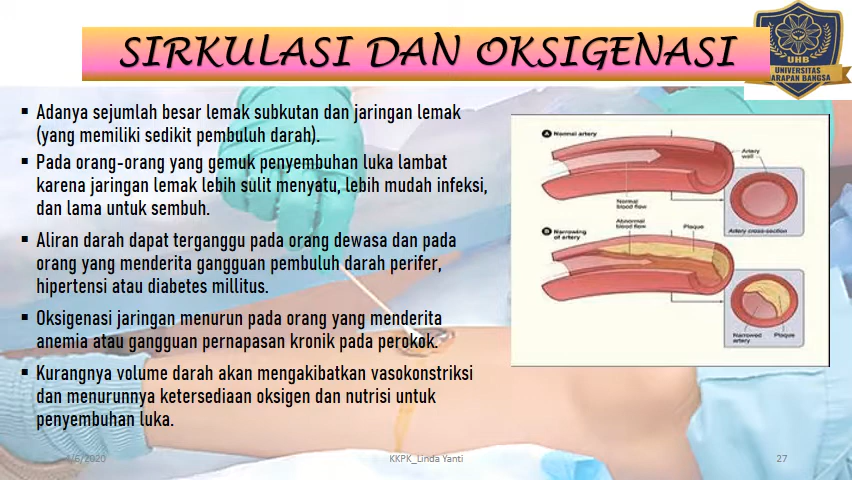 SIRKULASI DAN OKSIGENASI
UHB
UNIVERSITAS
ARAPAN BANGSA
▪ Adanya sejumlah besar lemak subkutan dan jaringan lemak
(yang memiliki sedikit pembuluh darah).
▪ Pada orang-orang yang gemuk penyembuhan luka lambat
karena jaringan lemak lebih sulit menyatu, lebih mudah infeksi,
dan lama untuk sembuh.
▪ Aliran darah dapat terganggu pada orang dewasa dan pada
orang yang menderita gangguan pembuluh darah perifer,
hipertensi atau diabetes millitus.
▪ Oksigenasi jaringan menurun pada orang yang menderita
anemia atau gangguan pernapasan kronik pada perokok.
▪ Kurangnya volume darah akan mengakibatkan vasokonstriksi
dan menurunnya ketersediaan oksigen dan nutrisi untuk
penyembuhan luka.
A Normal artery
Artery
wall
Normal
blood flow
Artery cross-section
B Narrowing
of artery
Abnormal
blood flow
Plaque
Narrowed
artery
Plaque
/6/2020
KKPK_Linda Yanti
27